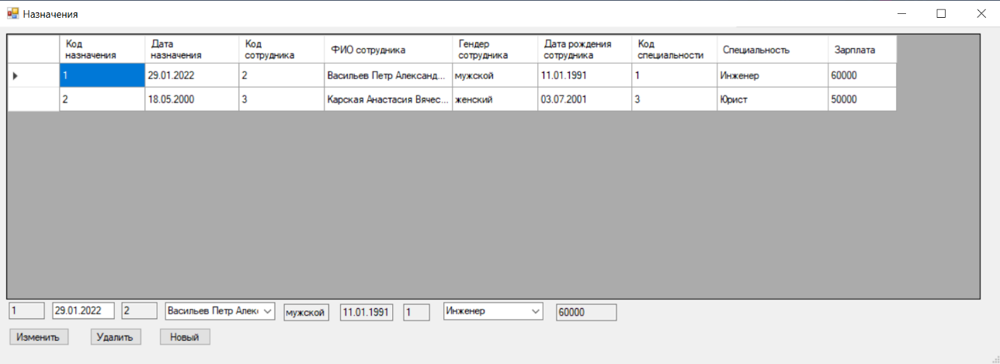 Назначения
Код назначения Дата назначения Код сотрудника ФИО сотрудника Гендер сотрудника Дата рождения сотрудника Код специальности Специальность Зарплата
1 29.01.2022 2 Васильев Петр Александ... мужской 11.01.1991 1 Инженер 60000
2 18.05.2000 3 Карская Анастасия Вячес... женский 03.07.2001 3 Юрист 50000
1 29.01.2022 2 Васильев Петр Алек мужской 11.01.1991 1 Инженер 60000
Изменить Удалить Новый